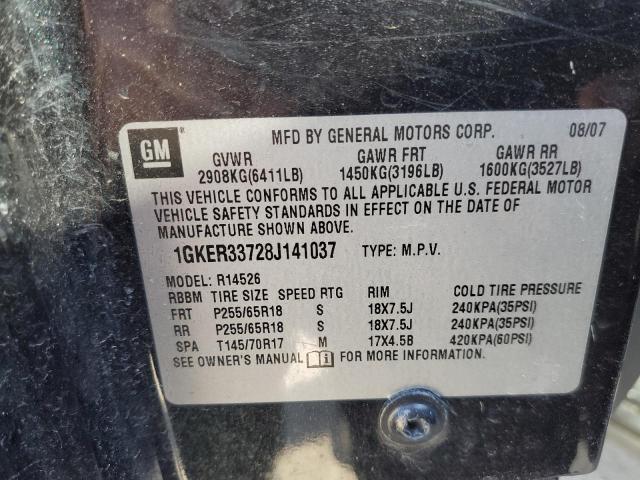 GM
MFD BY GENERAL MOTORS CORP. 08/07
GVWR GAWR FRT GAWR RR
2908KG(6411LB) 1450KG(3196LB) 1600KG(3527LB)
THIS VEHICLE CONFORMS TO ALL APPLICABLE U.S. FEDERAL MOTOR
VEHICLE SAFETY STANDARDS IN EFFECT ON THE DATE OF
MANUFACTURE SHOWN ABOVE.
1GKER33728J141037 TYPE: M.P.V.
MODEL: R14526
RBBM TIRE SIZE SPEED RTG RIM COLD TIRE PRESSURE
FRT P255/65R18 S 18X7.5J 240KPA(35PSI)
RR P255/65R18 S 18X7.5J 240KPA(35PSI)
SPA T145/70R17 M 17X4.5B 420KPA(60PSI)
SEE OWNER'S MANUAL FOR MORE INFORMATION.